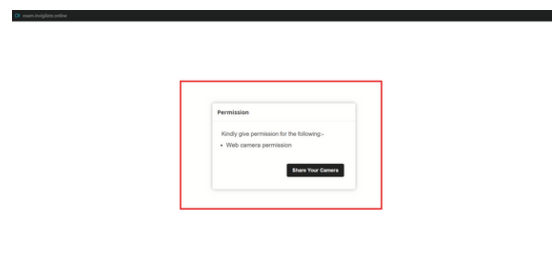 Permission
Kindly give permission for the following:-
• Web camera permission
Share Your Camera